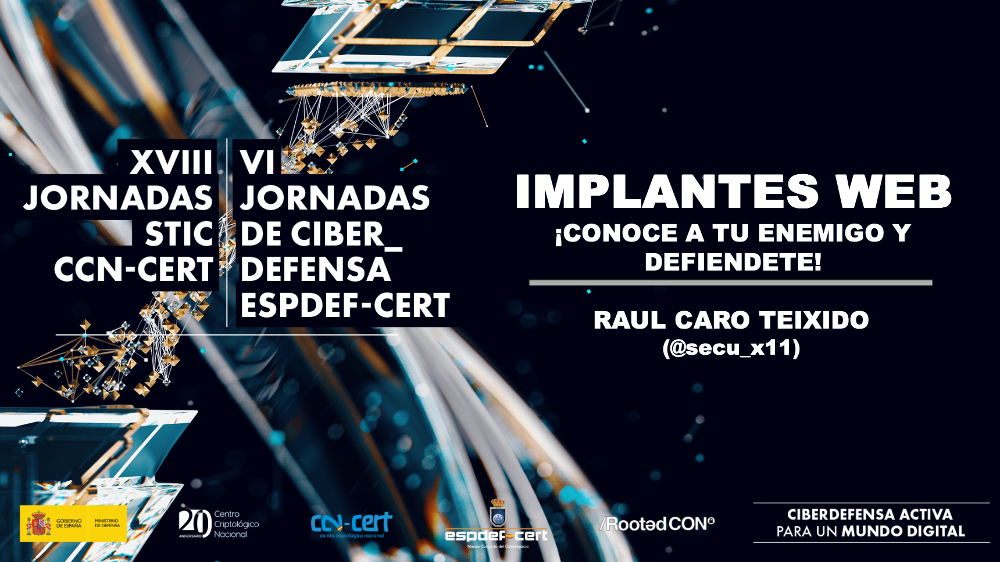 XVIII
JORNADAS
STIC
CCN-CERT
VI
JORNADAS
DE CIBER_
DEFENSA
ESPDEF-CERT
IMPLANTES WEB
¡CONOCE A TU ENEMIGO Y
DEFIENDETE!
RAUL CARO TEIXIDO
(@secu_x11)
GOBIERNO
DE ESPAÑA
MINISTERIO
DE DEFENSA
20
ANIVERSARIO
Centro
Criptológico
Nacional
ccn-cert
centro criptológico nacional
espdef-cert
Mando Conjunto del Ciberespacio
/RootedCON
CIBERDEFENSA ACTIVA
PARA UN MUNDO DIGITAL